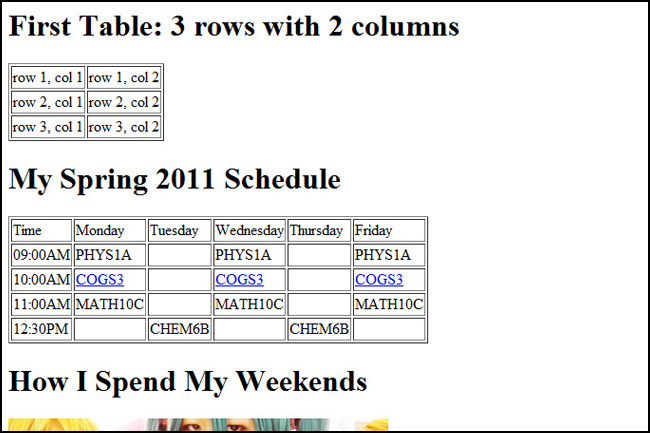 First Table: 3 rows with 2 columns
row 1, col 1 row 1, col 2
row 2, col 1 row 2, col 2
row 3, col 1 row 3, col 2
My Spring 2011 Schedule
Time Monday Tuesday Wednesday Thursday Friday
09:00AM PHYS1A PHYS1A PHYS1A
10:00AM COGS3 COGS3 COGS3
11:00AM MATH10C MATH10C MATH10C
12:30PM CHEM6B CHEM6B
How I Spend My Weekends